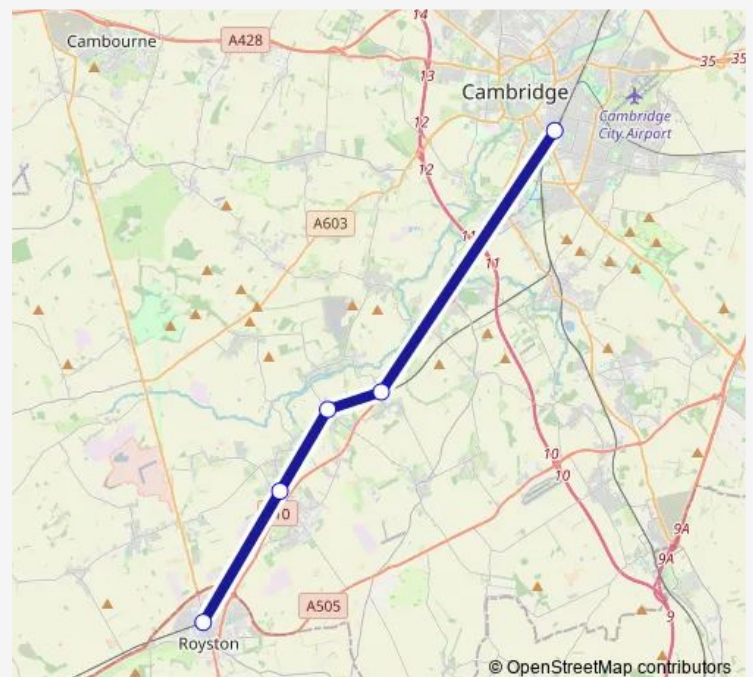 14
Cambourne
A428
35
35
13
Cambridge
Cambridge
City Airport
12
12
A603
11
11
10
10
10
9A
9A
A505
9
Royston
© OpenStreetMap contributors